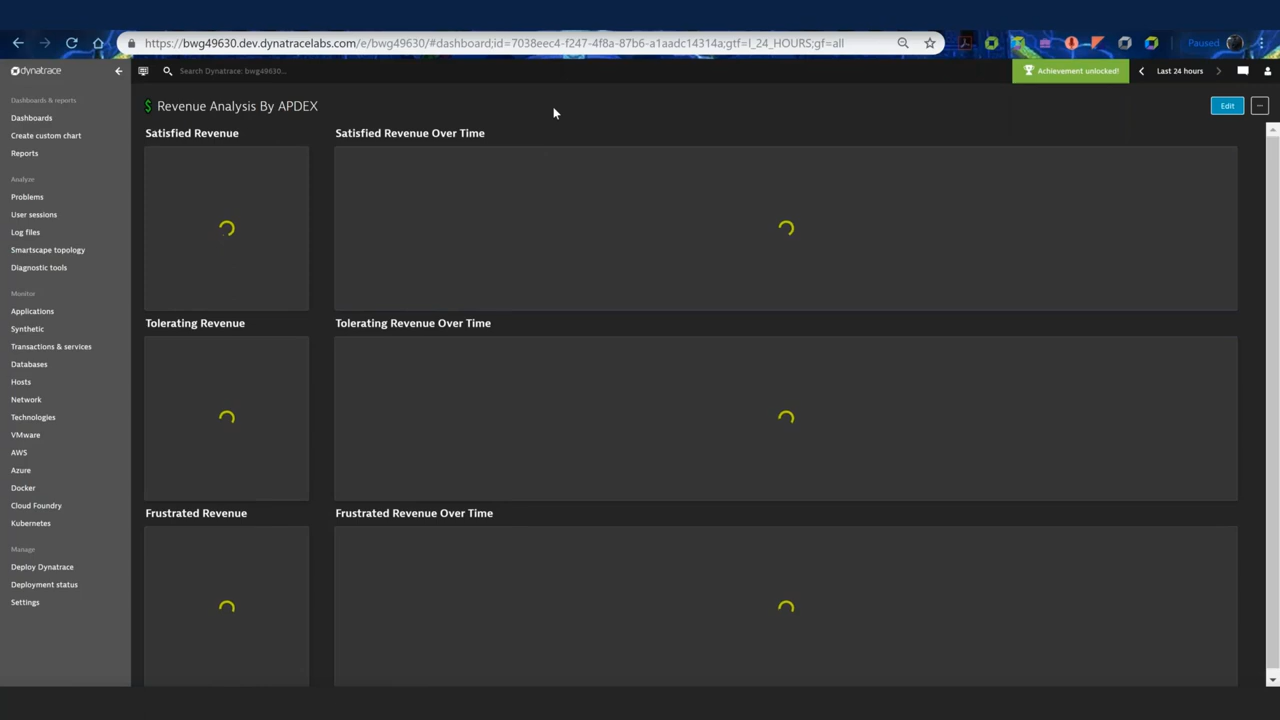 https://bwg49630.dev.dynatracelabs.com/e/bwg49630/#dashboard;id=7038eec4-f247-4f8a-87b6-a1aadc14314a;gtf=l_24_HOURS;gf=all
Paused
dynatrace
Search Dynatrace: bwg49630...
Achievement unlocked!
Last 24 hours
Dashboards & reports
Dashboards
Create custom chart
Reports
Analyze
Problems
User sessions
Log files
Smartscape topology
Diagnostic tools
Monitor
Applications
Synthetic
Transactions & services
Databases
Hosts
Network
Technologies
VMware
AWS
Azure
Docker
Cloud Foundry
Kubernetes
Manage
Deploy Dynatrace
Deployment status
Settings
$ Revenue Analysis By APDEX
Edit
Satisfied Revenue
Satisfied Revenue Over Time
Tolerating Revenue
Tolerating Revenue Over Time
Frustrated Revenue
Frustrated Revenue Over Time